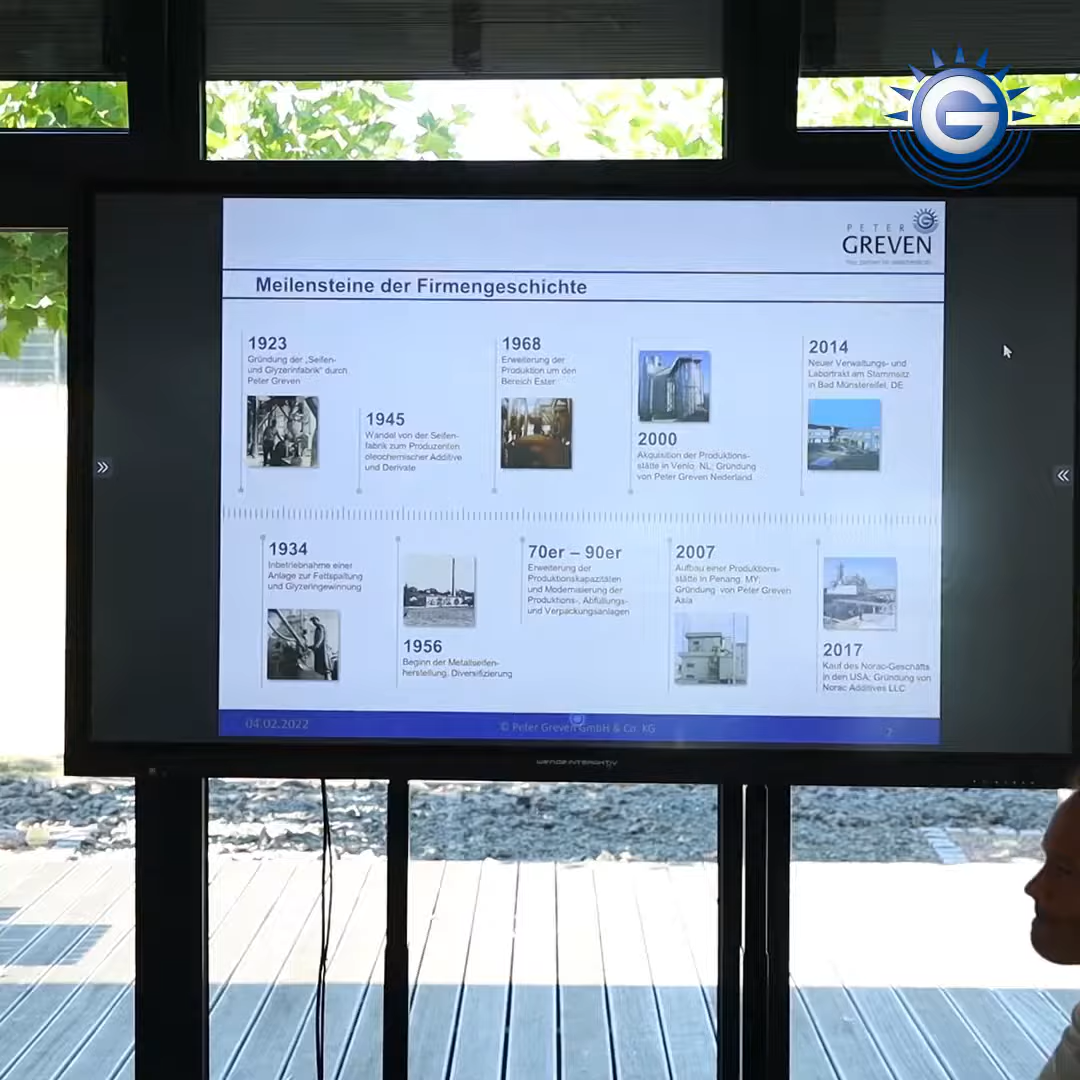 G
PETER
GREVEN
Meilensteine der Firmengeschichte
1923
Gründung der „Seifen-
und Glyzerinfabrik" durch
Peter Greven
1945
Wandel von der Seifen-
fabrik zum Produzenten
oleochemischer Additive
und Derivate
1968
Erweiterung der
Produktion um den
Bereich Ester
2000
Akquisition der Produktions-
stätte in Venlo, NL; Gründung
von Peter Greven Nederland
2014
Neuer Verwaltungs- und
Labortrakt am Stammsitz
in Bad Münstereifel, DE
1934
Inbetriebnahme einer
Anlage zur Fettspaltung
und Glyzeringewinnung
1956
Beginn der Metallseifen-
herstellung, Diversifizierung
70er – 90er
Erweiterung der
Produktionskapazitäten
und Modernisierung der
Produktions-, Abfüllungs-
und Verpackungsanlagen
2007
Aufbau einer Produktions-
stätte in Penang, MY;
Gründung von Peter Greven
Asia
2017
Kauf des Norac-Geschäfts
in den USA; Gründung von
Norac Additives LLC
04.02.2022
© Peter Greven GmbH & Co. KG
2